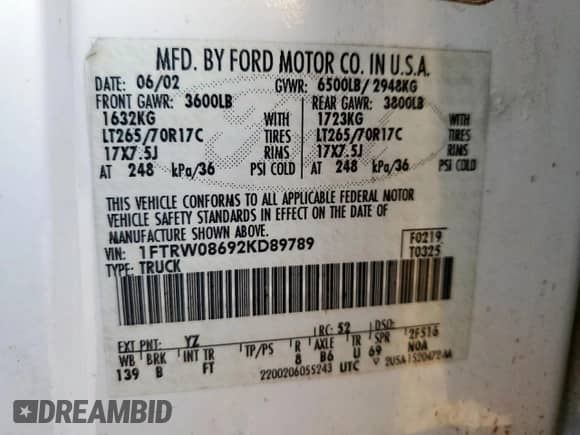 MFD. BY FORD MOTOR CO. IN U.S.A.
DATE: 06/02 GVWR: 6500LB/ 2948KG
FRONT GAWR: 3600LB REAR GAWR: 3800LB
1632KG WITH 1723KG WITH
LT265/70R17C TIRES LT265/70R17C TIRES
17X7.5J RIMS 17X7.5J RIMS
AT 248 kPa/36 PSI COLD AT 248 kPa/36 PSI COLD
THIS VEHICLE CONFORMS TO ALL APPLICABLE FEDERAL MOTOR
VEHICLE SAFETY STANDARDS IN EFFECT ON THE DATE OF
MANUFACTURE SHOWN ABOVE.
VIN: 1FTRW08692KD89789 F0219
TYPE: TRUCK T0325
EXT PNT: YZ RC: 52 DSO:
WB BRK INT TR TP/PS R AXLE TR SPR 2F516
139 B FT 8 B6 U 69 N0A
2200206055243 UTC
DREAMBID